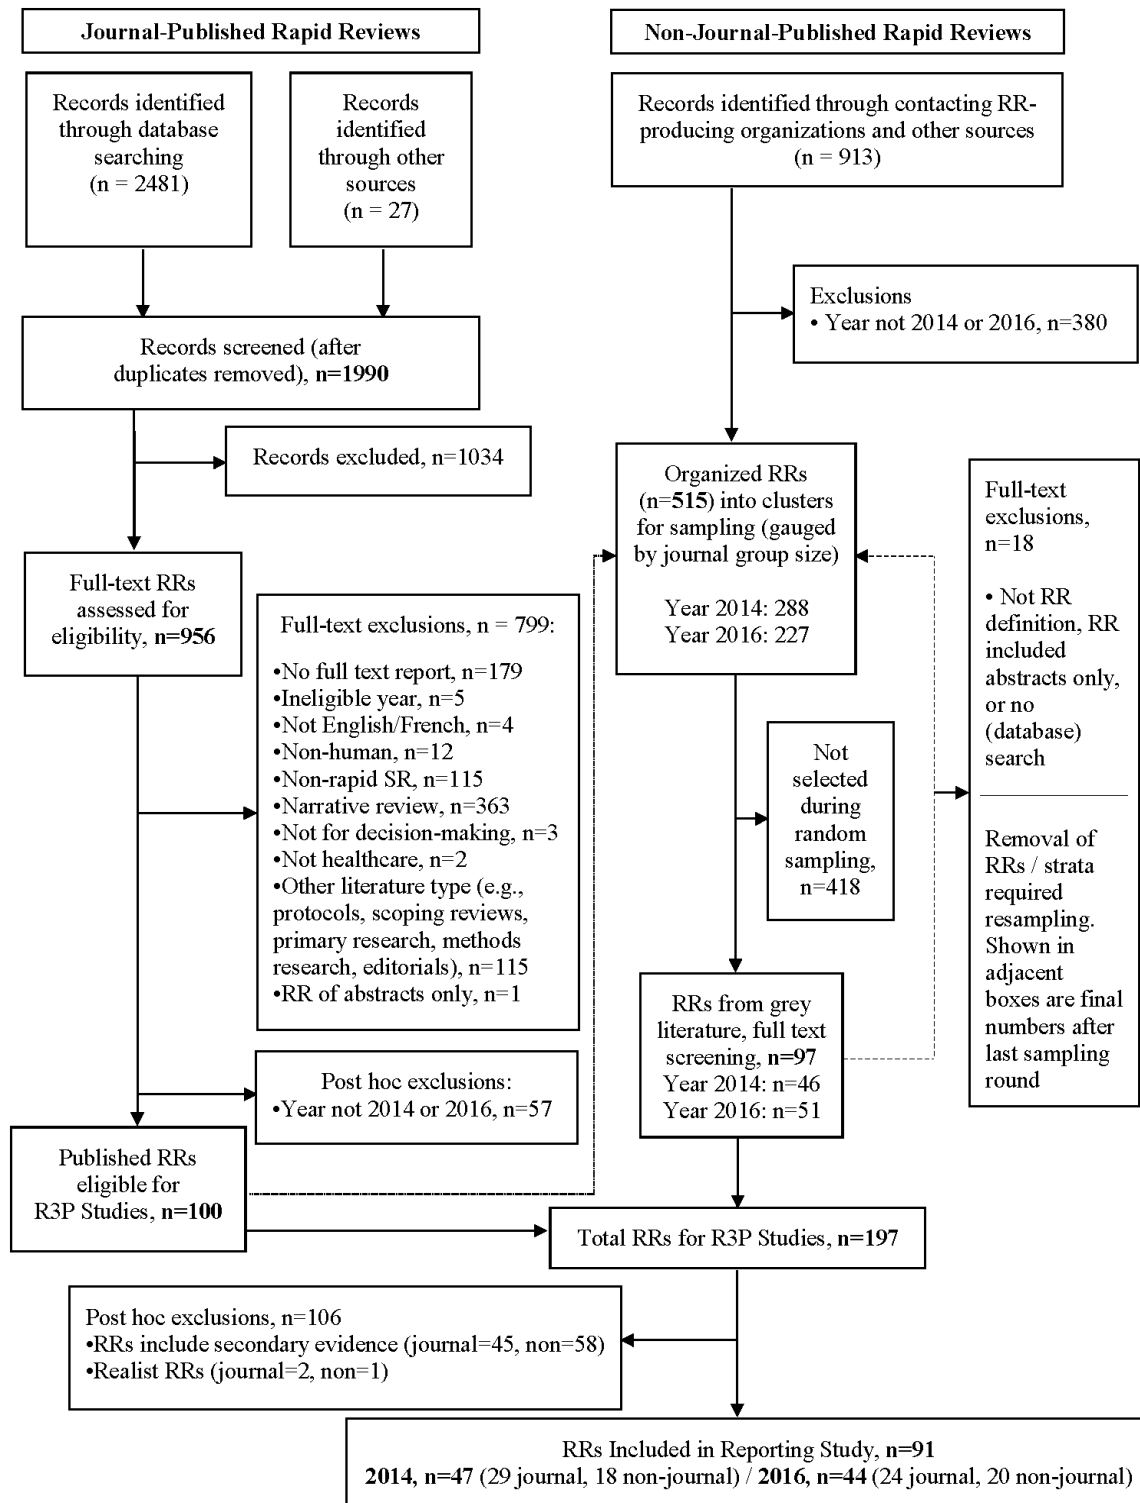 Journal-Published Rapid Reviews
Records identified
through database
searching
(n = 2481)
Records
identified
through other
sources
(n = 27)
Records screened (after
duplicates removed), n=1990
Records excluded, n=1034
Full-text RRs
assessed for
eligibility, n=956
Full-text exclusions, n = 799:
•No full text report, n=179
•Ineligible year, n=5
•Not English/French, n=4
•Non-human, n=12
•Non-rapid SR, n=115
•Narrative review, n=363
•Not for decision-making, n=3
•Not healthcare, n=2
•Other literature type (e.g.,
protocols, scoping reviews,
primary research, methods
research, editorials), n=115
•RR of abstracts only, n=1
Post hoc exclusions:
•Year not 2014 or 2016, n=57
Published RRs
eligible for
R3P Studies, n=100
Non-Journal-Published Rapid Reviews
Records identified through contacting RR-
producing organizations and other sources
(n = 913)
Exclusions
• Year not 2014 or 2016, n=380
Organized RRs
(n=515) into clusters
for sampling (gauged
by journal group size)
Year 2014: 288
Year 2016: 227
Not
selected
during
random
sampling,
n=418
Full-text
exclusions,
n=18
• Not RR
definition, RR
included
abstracts only,
or no
(database)
search
Removal of
RRs / strata
required
resampling.
Shown in
adjacent
boxes are final
numbers after
last sampling
round
RRs from grey
literature, full text
screening, n=97
Year 2014: n=46
Year 2016: n=51
Total RRs for R3P Studies, n=197
Post hoc exclusions, n=106
•RRs include secondary evidence (journal=45, non=58)
•Realist RRs (journal=2, non=1)
RRs Included in Reporting Study, n=91
2014, n=47 (29 journal, 18 non-journal) / 2016, n=44 (24 journal, 20 non-journal)